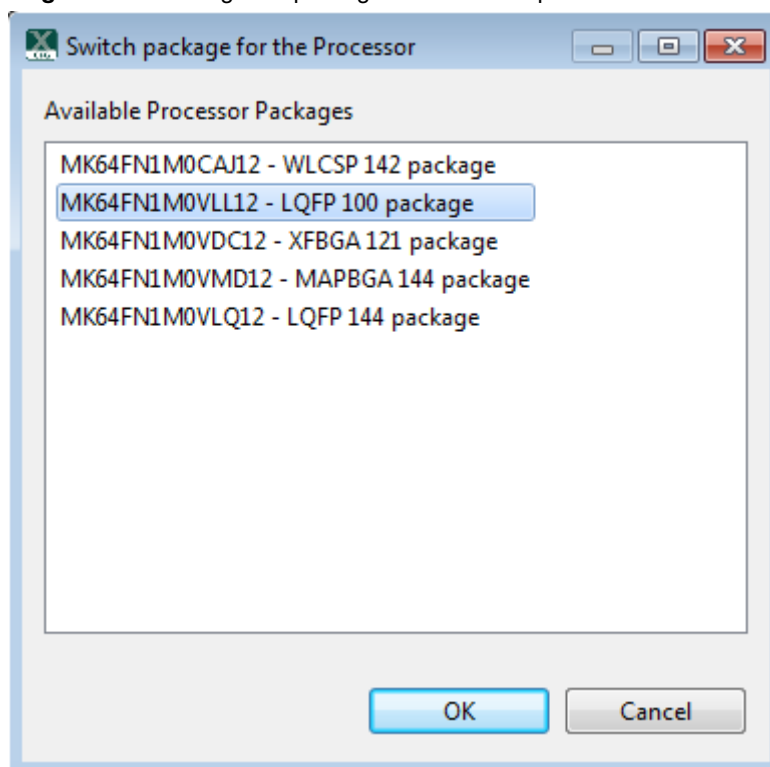 Switch package for the Processor
Available Processor Packages
MK64FN1M0CAJ12 - WLCSP 142 package
MK64FN1M0VLL12 - LQFP 100 package
MK64FN1M0VDC12 - XFBGA 121 package
MK64FN1M0VMD12 - MAPBGA 144 package
MK64FN1M0VLQ12 - LQFP 144 package
OK
Cancel